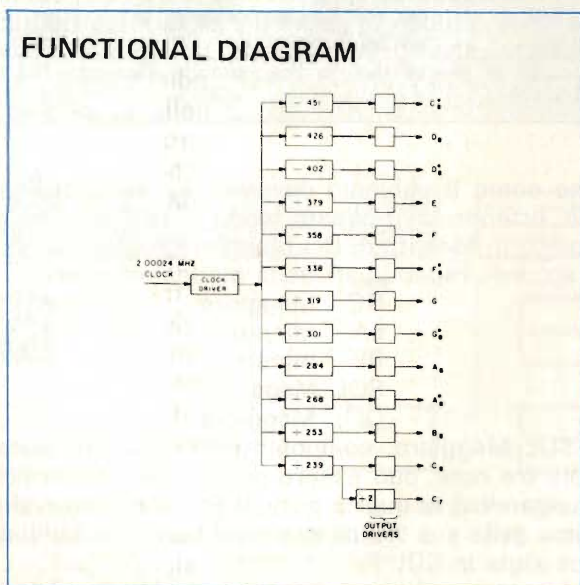 FUNCTIONAL DIAGRAM
÷ 451 C#8
÷ 426 D8
÷ 402 D#8
÷ 379 E
÷ 358 F
÷ 338 F#8
÷ 319 G
÷ 301 G#8
÷ 284 A8
÷ 268 A#8
÷ 253 B8
÷ 239 C8
2 00024 MHZ
CLOCK
CLOCK
DRIVER
÷ 2 C7
OUTPUT
DRIVERS